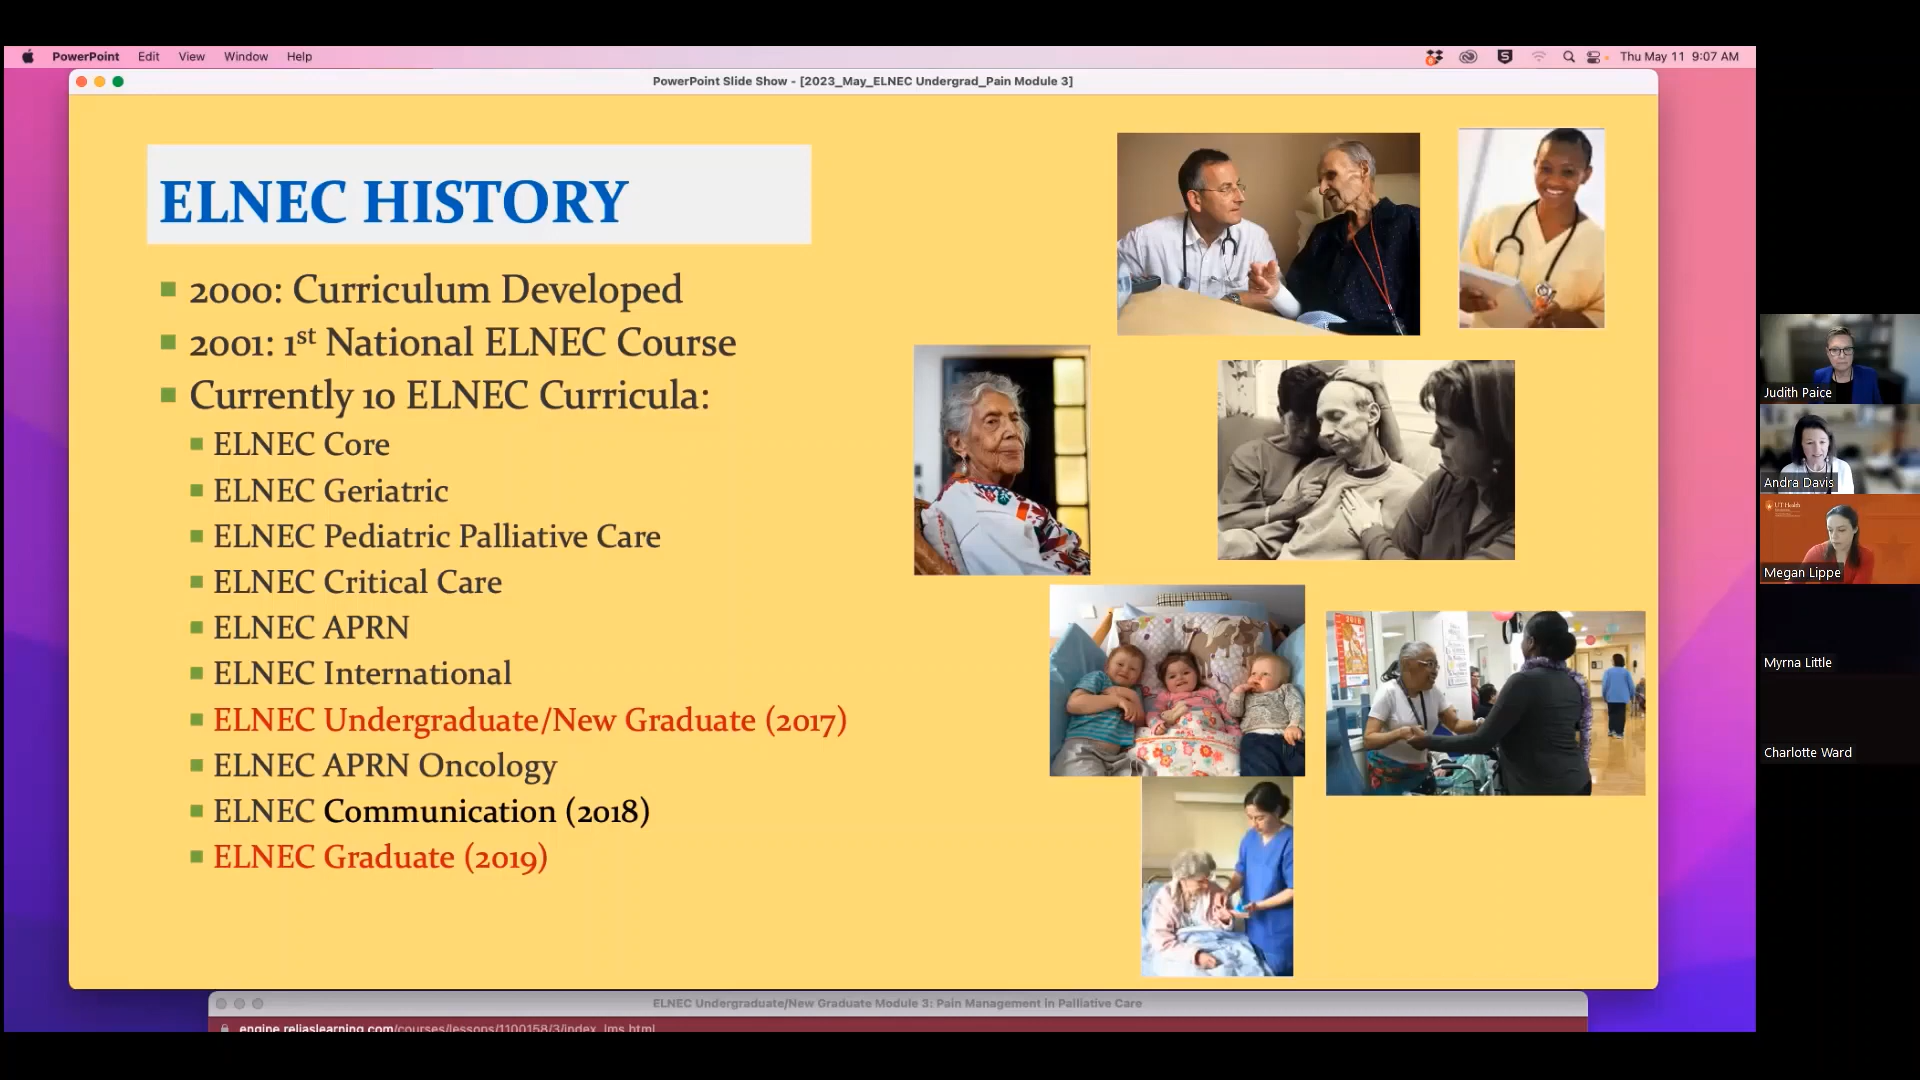 PowerPoint Edit View Window Help
Thu May 11 9:07 AM
PowerPoint Slide Show - [2023_May_ELNEC Undergrad_Pain Module 3]
ELNEC HISTORY
2000: Curriculum Developed
2001: 1st National ELNEC Course
Currently 10 ELNEC Curricula:
ELNEC Core
ELNEC Geriatric
ELNEC Pediatric Palliative Care
ELNEC Critical Care
ELNEC APRN
ELNEC International
ELNEC Undergraduate/New Graduate (2017)
ELNEC APRN Oncology
ELNEC Communication (2018)
ELNEC Graduate (2019)
Judith Paice
Andra Davis
UT Health
Megan Lippe
Myrna Little
Charlotte Ward
ELNEC Undergraduate/New Graduate Module 3: Pain Management in Palliative Care
engine.reliaslearning.com/courses/lessons/1100158/3/index_lms.html